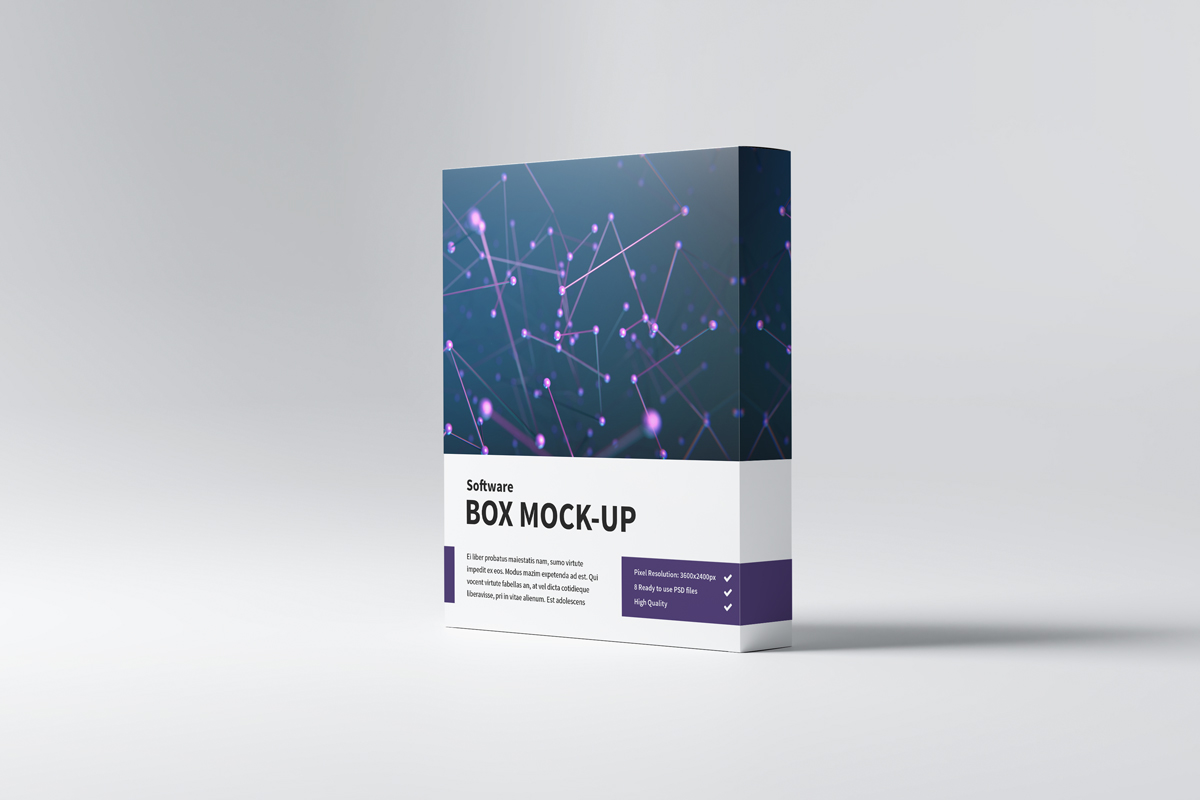 Software
BOX MOCK-UP
Ei liber probatus maiestatis nam, sumo virtute
impedit ex eos. Modus mazim expetenda ad est. Qui
vocent virtute fabellas an, at vel dicta cotidieque
liberavisse, pri in vitae alienum. Est adolescens
Pixel Resolution: 3600x2400px
8 Ready to use PSD files
High Quality